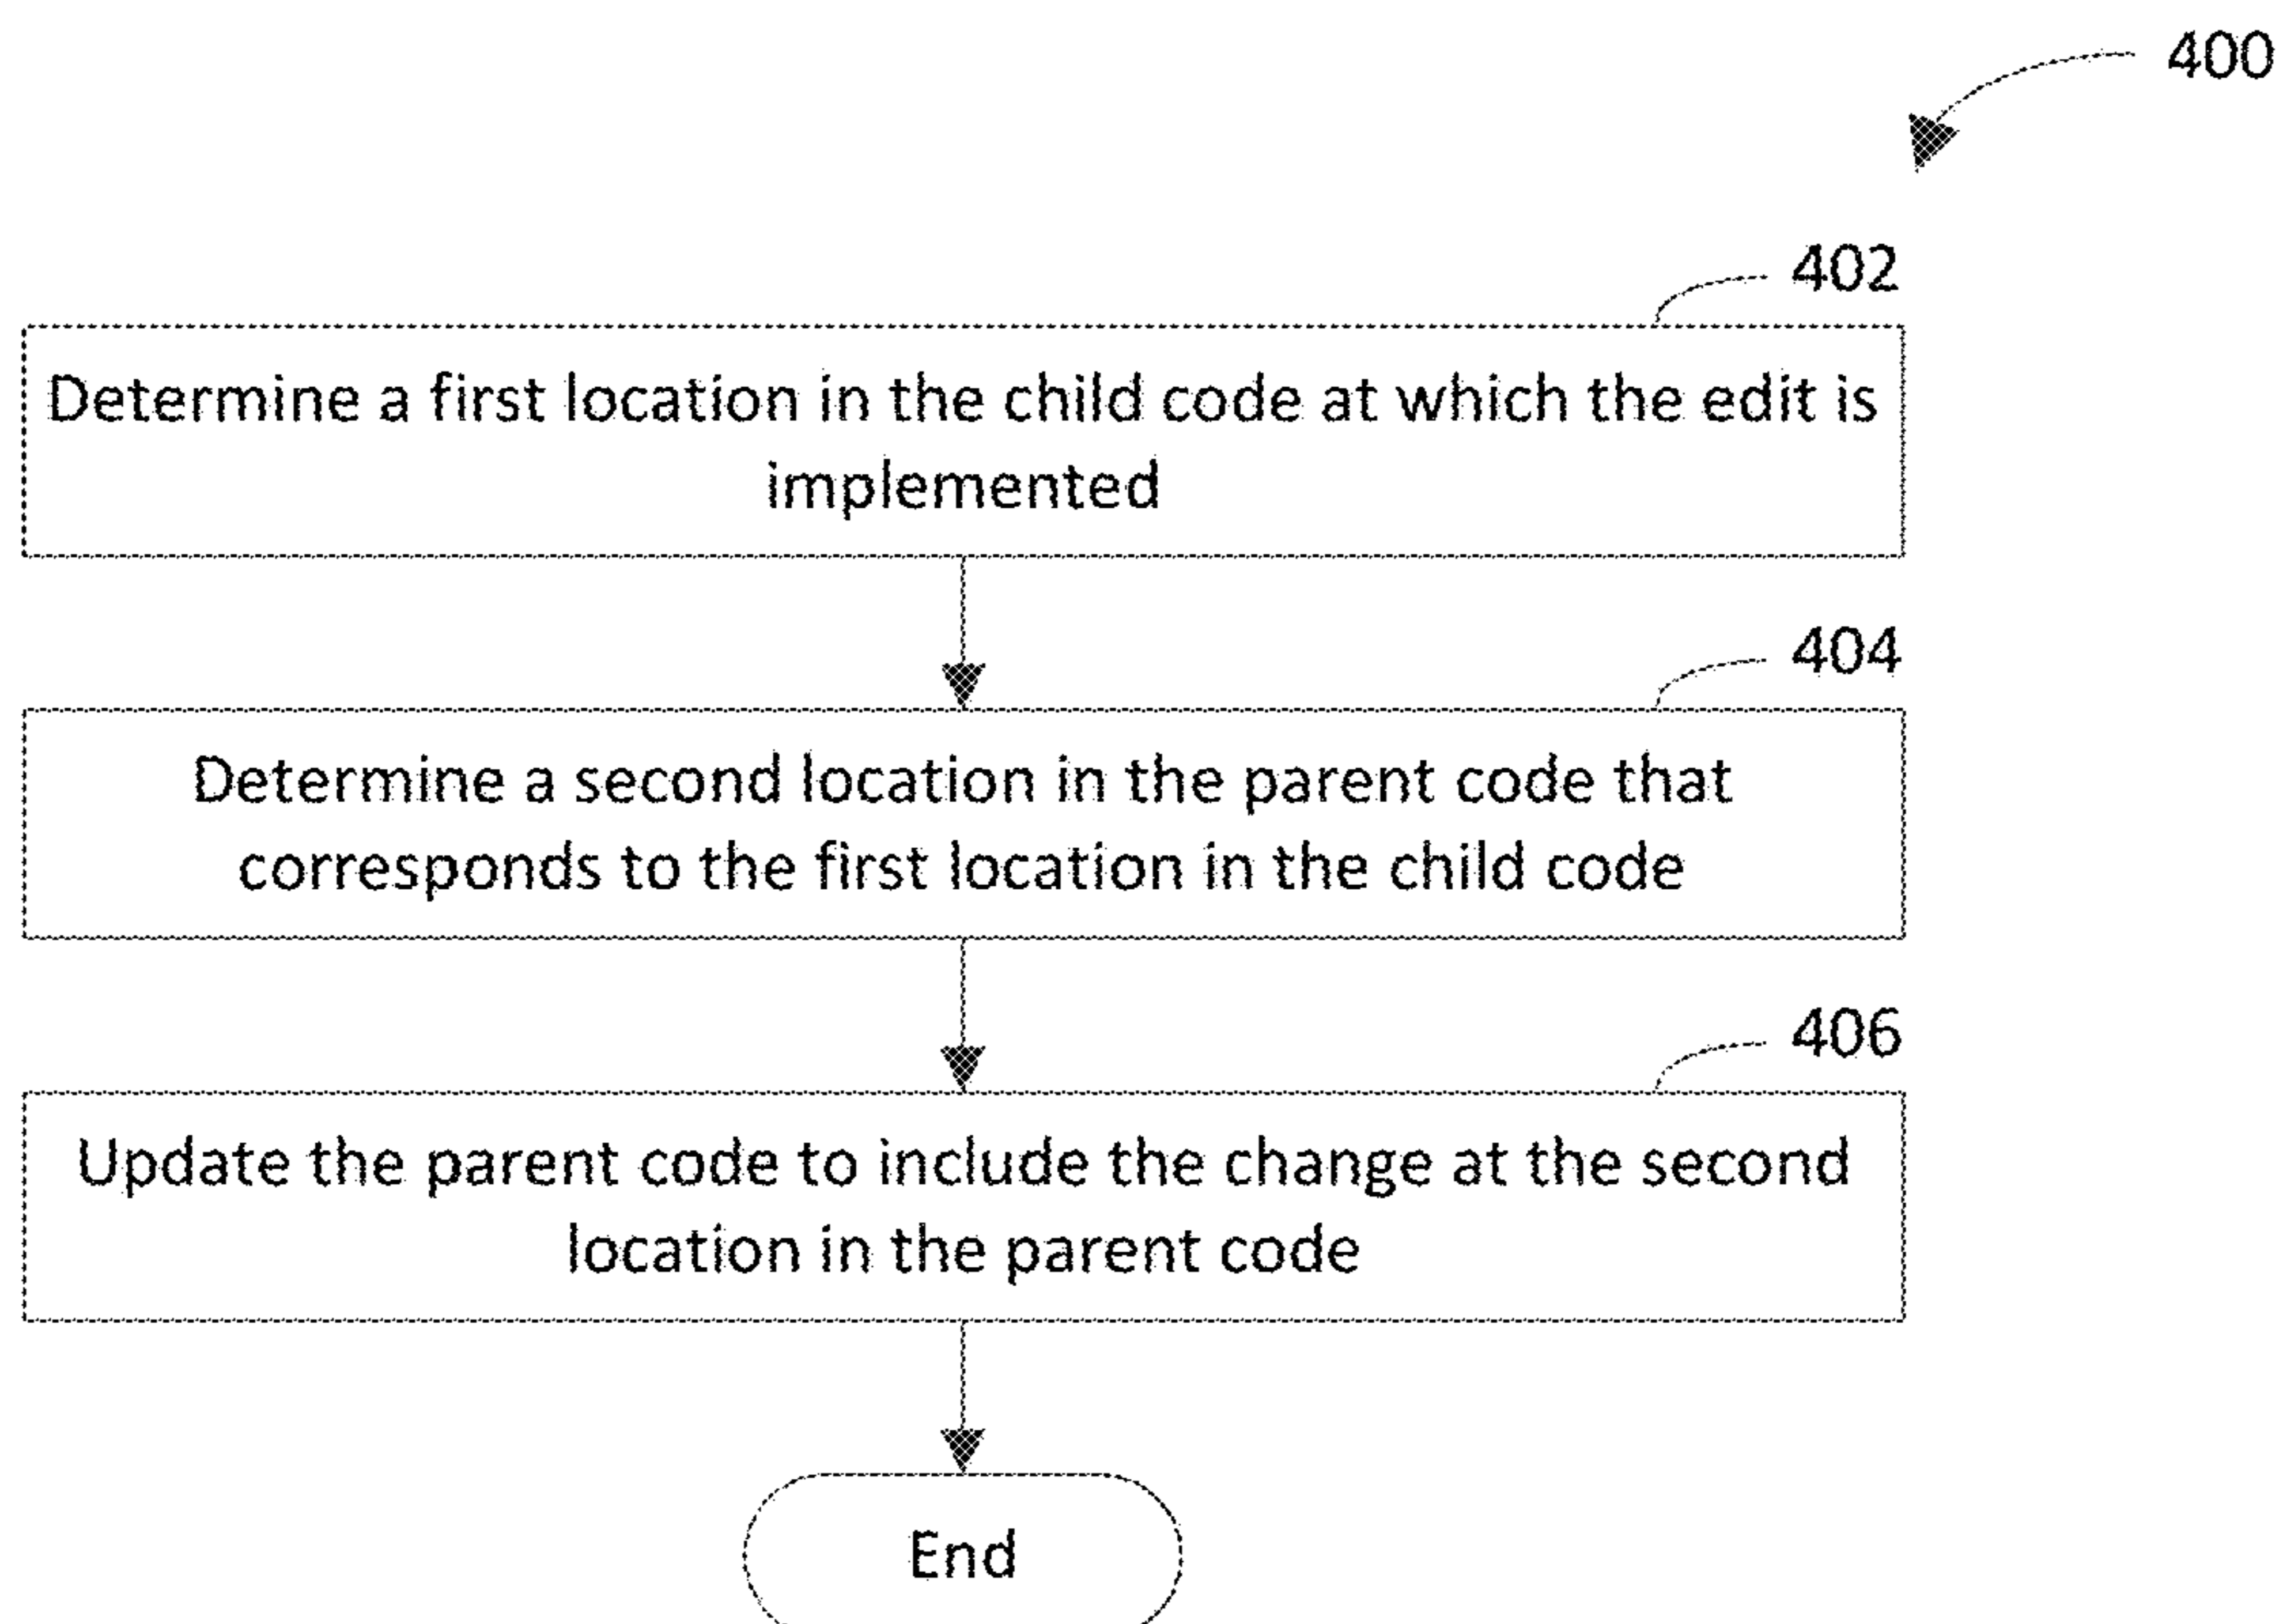 400
402
Determine a first location in the child code at which the edit is
implemented
404
Determine a second location in the parent code that
corresponds to the first location in the child code
406
Update the parent code to include the change at the second
location in the parent code
End